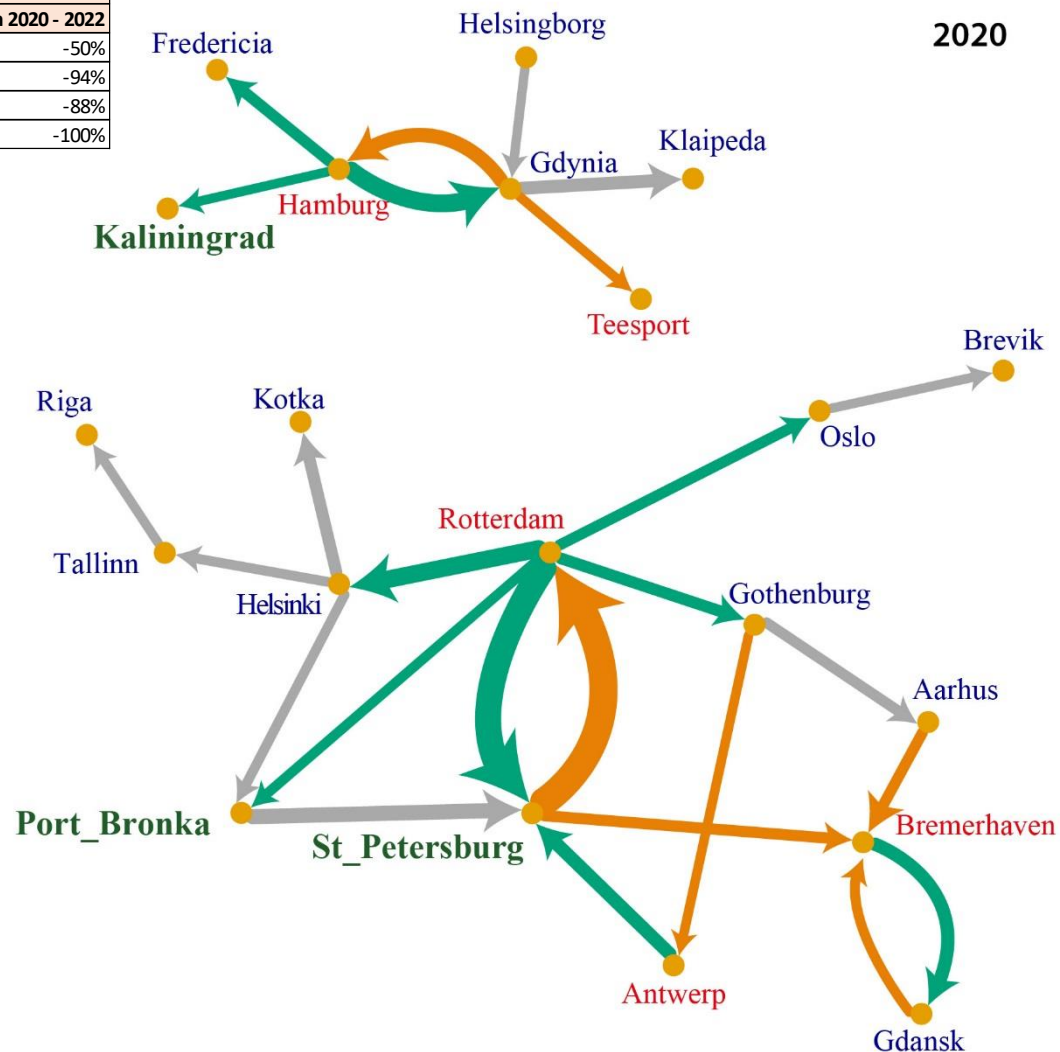 n 2020 - 2022
-50%
-94%
-88%
-100%
2020
Helsingborg
Fredericia
Klaipeda
Gdynia
Hamburg
Kaliningrad
Teesport
Brevik
Riga
Kotka
Oslo
Rotterdam
Tallinn
Helsinki
Gothenburg
Aarhus
Port_Bronka
St_Petersburg
Bremerhaven
Antwerp
Gdansk